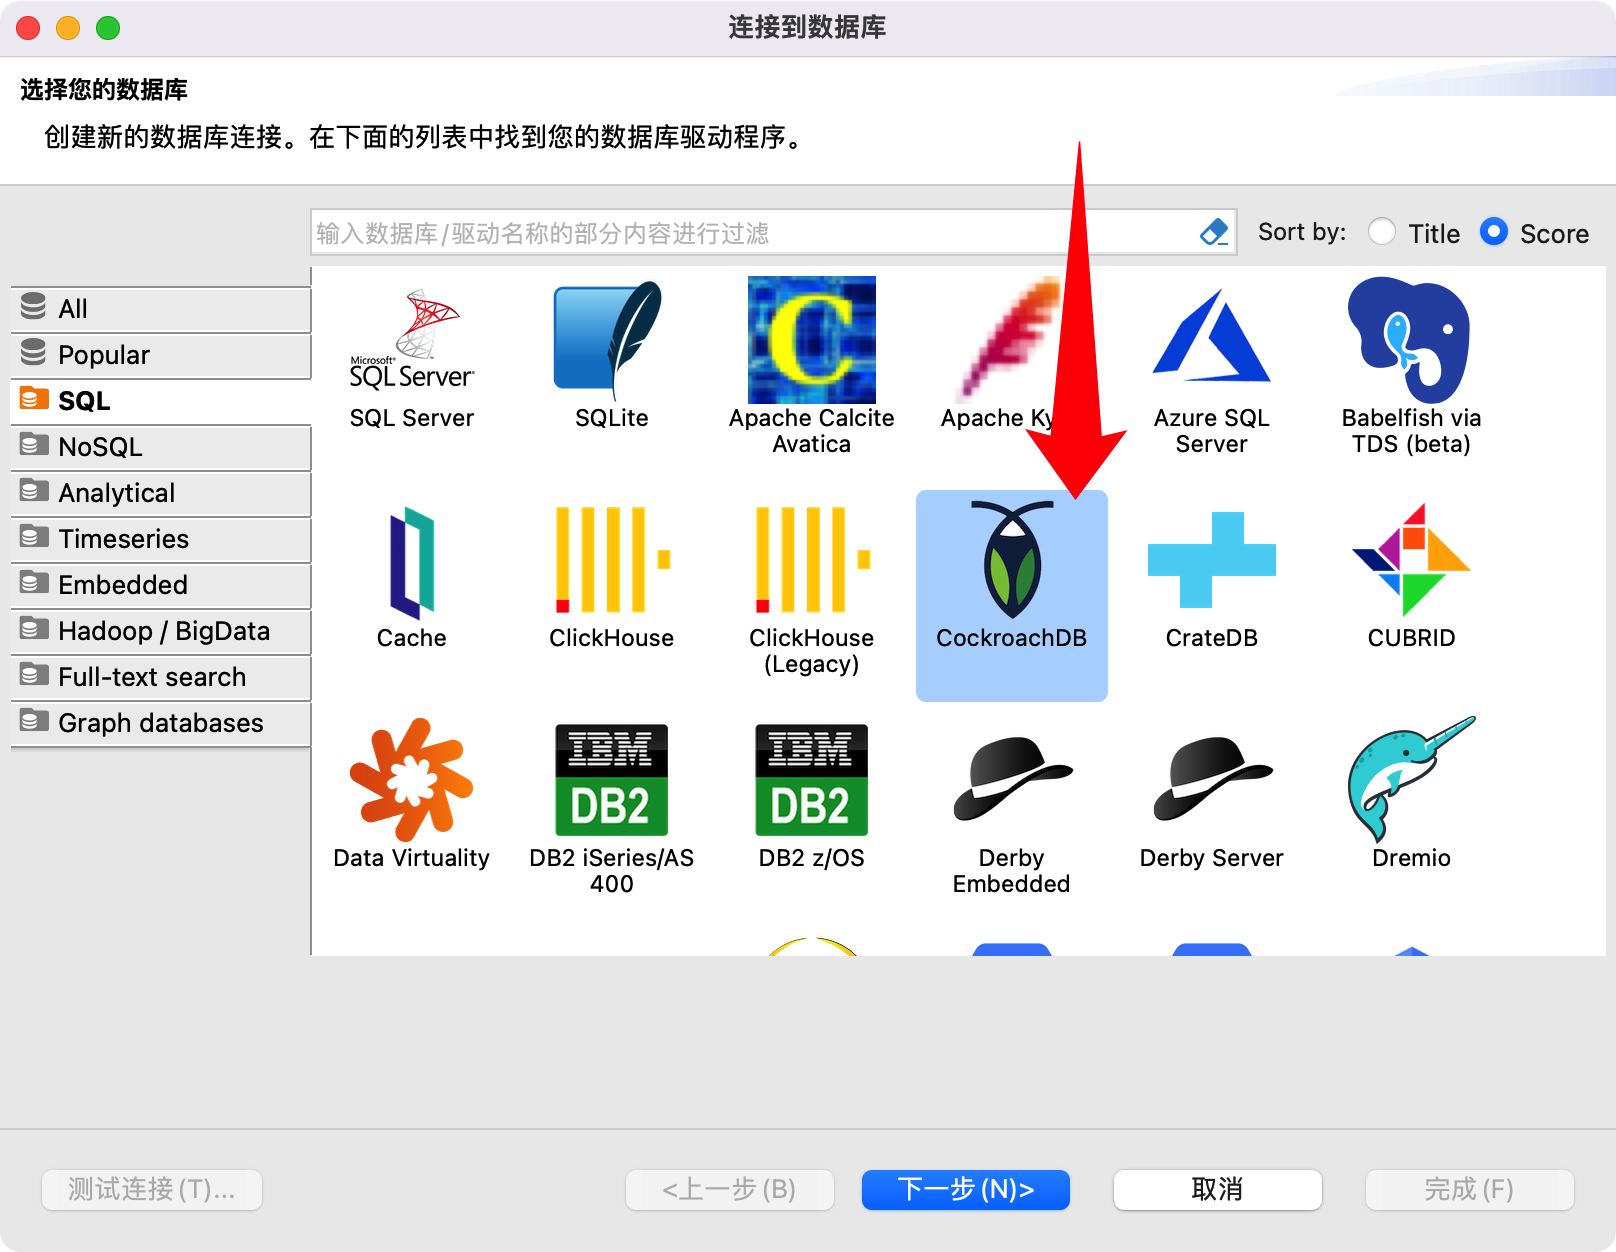 连接到数据库
选择您的数据库
创建新的数据库连接。在下面的列表中找到您的数据库驱动程序。
输入数据库/驱动名称的部分内容进行过滤
Sort by:
Title
Score
All
Popular
SQL
NoSQL
Analytical
Timeseries
Embedded
Hadoop / BigData
Full-text search
Graph databases
Microsoft®
SQL Server
SQL Server
SQLite
C
Apache Calcite
Avatica
Apache Ky
Azure SQL
Server
Babelfish via
TDS (beta)
Cache
ClickHouse
ClickHouse
(Legacy)
CockroachDB
CrateDB
CUBRID
Data Virtuality
IBM
DB2
DB2 iSeries/AS
400
IBM
DB2
DB2 z/OS
Derby
Embedded
Derby Server
Dremio
测试连接(T)...
<上一步(B)
下一步(N)>
取消
完成(F)